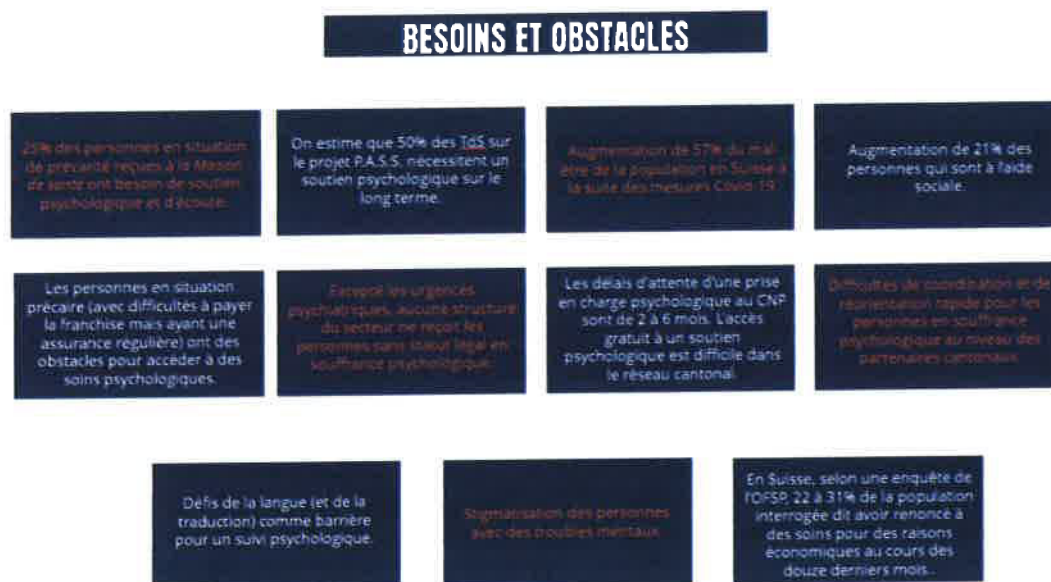 BESOINS ET OBSTACLES
25% des personnes en situation
de précarité reçues à la Maison
de santé ont besoin de soutien
psychologique et d'écoute.
On estime que 50% des TdS sur
le projet P.A.S.S. nécessitent un
soutien psychologique sur le
long terme.
Augmentation de 57% du mal-
être de la population en Suisse à
la suite des mesures Covid-19.
Augmentation de 21% des
personnes qui sont à l'aide
sociale.
Les personnes en situation
précaire (avec difficultés à payer
la franchise mais ayant une
assurance régulière) ont des
obstacles pour accéder à des
soins psychologiques.
Excepté les urgences
psychiatriques, aucune structure
du secteur ne reçoit les
personnes sans statut légal en
souffrance psychologique.
Les délais d'attente d'une prise
en charge psychologique au CNP
sont de 2 à 6 mois. L'accès
gratuit à un soutien
psychologique est difficile dans
le réseau cantonal.
Difficultés de coordination et de
réorientation rapide pour les
personnes en souffrance
psychologique au niveau des
partenaires cantonaux.
Défis de la langue (et de la
traduction) comme barrière
pour un suivi psychologique.
Stigmatisation des personnes
avec des troubles mentaux.
En Suisse, selon une enquête de
l'OFSP, 22 à 31% de la population
interrogée dit avoir renoncé à
des soins pour des raisons
économiques au cours des
douze derniers mois..